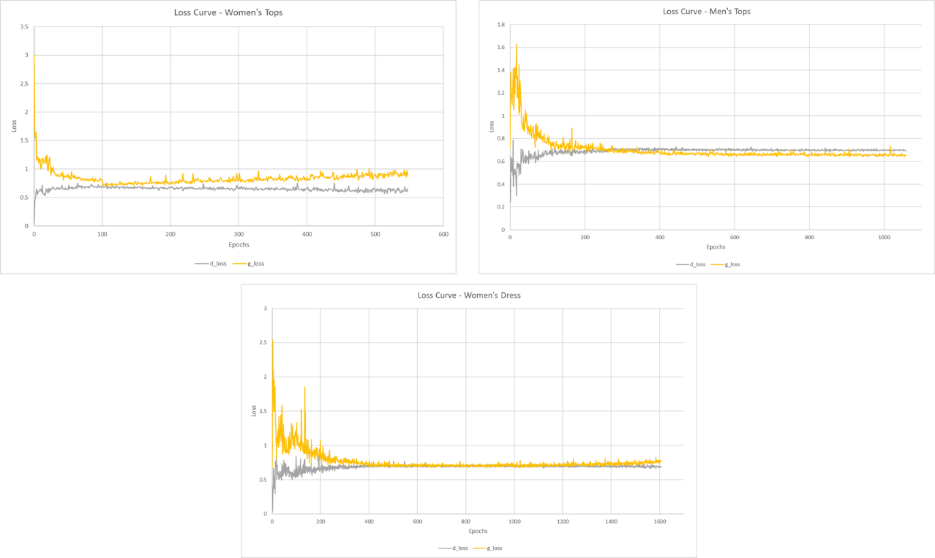 Loss Curve - Women's Tops
3.5
3
2.5
2
1.5
1
0.5
0
Loss
0 100 200 300 400 500 600
Epochs
d_loss g_loss
Loss Curve - Men's Tops
1.8
1.6
1.4
1.2
1
0.8
0.6
0.4
0.2
0
Loss
0 200 400 600 800 1000
Epochs
d_loss g_loss
Loss Curve - Women's Dress
3
2.5
2
1.5
1
0.5
0
Loss
0 200 400 600 800 1000 1200 1400 1600
Epochs
d_loss g_loss